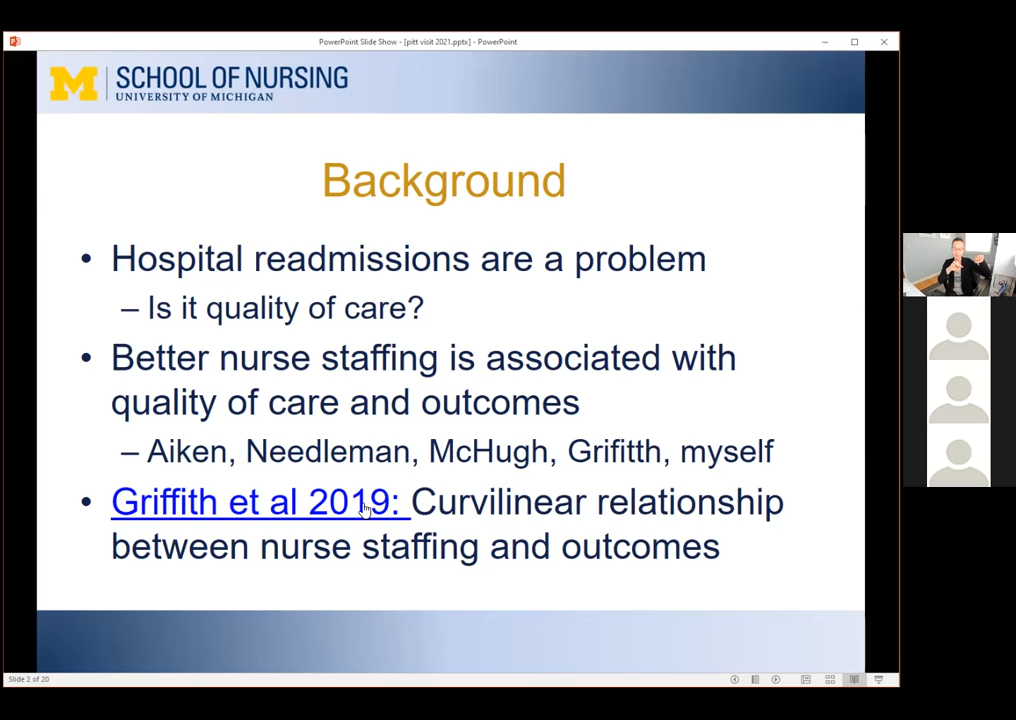 PowerPoint Slide Show - [pitt visit 2021.pptx] - PowerPoint
M SCHOOL OF NURSING
UNIVERSITY OF MICHIGAN
Background
• Hospital readmissions are a problem
– Is it quality of care?
• Better nurse staffing is associated with
quality of care and outcomes
– Aiken, Needleman, McHugh, Grifitth, myself
• Griffith et al 2019: Curvilinear relationship
between nurse staffing and outcomes
Slide 2 of 20